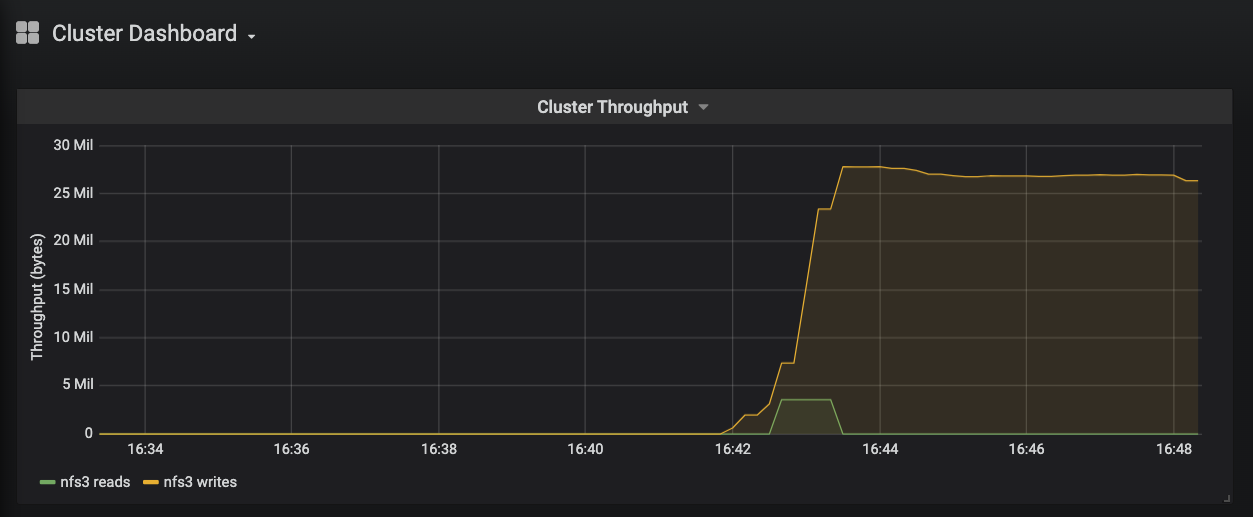 Cluster Dashboard
Cluster Throughput
Throughput (bytes)
30 Mil
25 Mil
20 Mil
15 Mil
10 Mil
5 Mil
0
16:34 16:36 16:38 16:40 16:42 16:44 16:46 16:48
nfs3 reads nfs3 writes